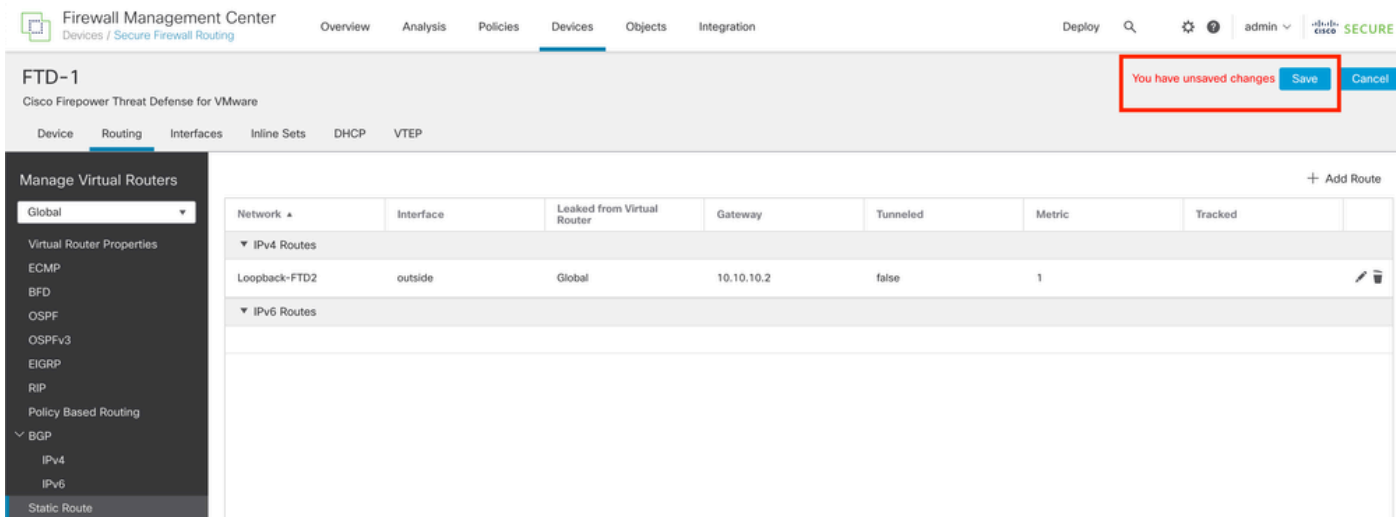 Firewall Management Center
Devices / Secure Firewall Routing
Overview Analysis Policies Devices Objects Integration Deploy admin cisco SECURE
FTD-1
You have unsaved changes Save Cancel
Cisco Firepower Threat Defense for VMware
Device Routing Interfaces Inline Sets DHCP VTEP
Manage Virtual Routers
Global
Virtual Router Properties
ECMP
BFD
OSPF
OSPFv3
EIGRP
RIP
Policy Based Routing
BGP
IPv4
IPv6
Static Route
+ Add Route
Network Interface Leaked from Virtual Router Gateway Tunneled Metric Tracked
IPv4 Routes
Loopback-FTD2 outside Global 10.10.10.2 false 1
IPv6 Routes